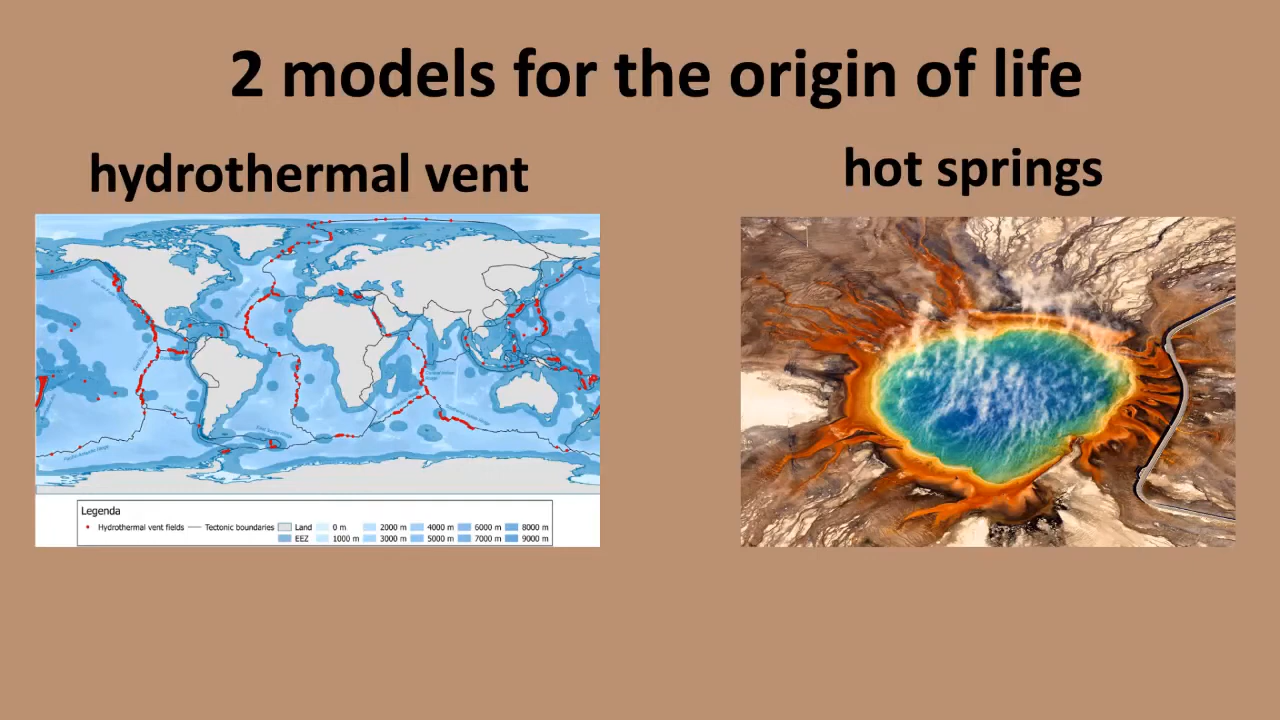 2 models for the origin of life
hydrothermal vent
hot springs
Legenda
Hydrothermal vent fields
Tectonic boundaries
Land
0 m
2000 m
4000 m
6000 m
8000 m
EEZ
1000 m
3000 m
5000 m
7000 m
9000 m